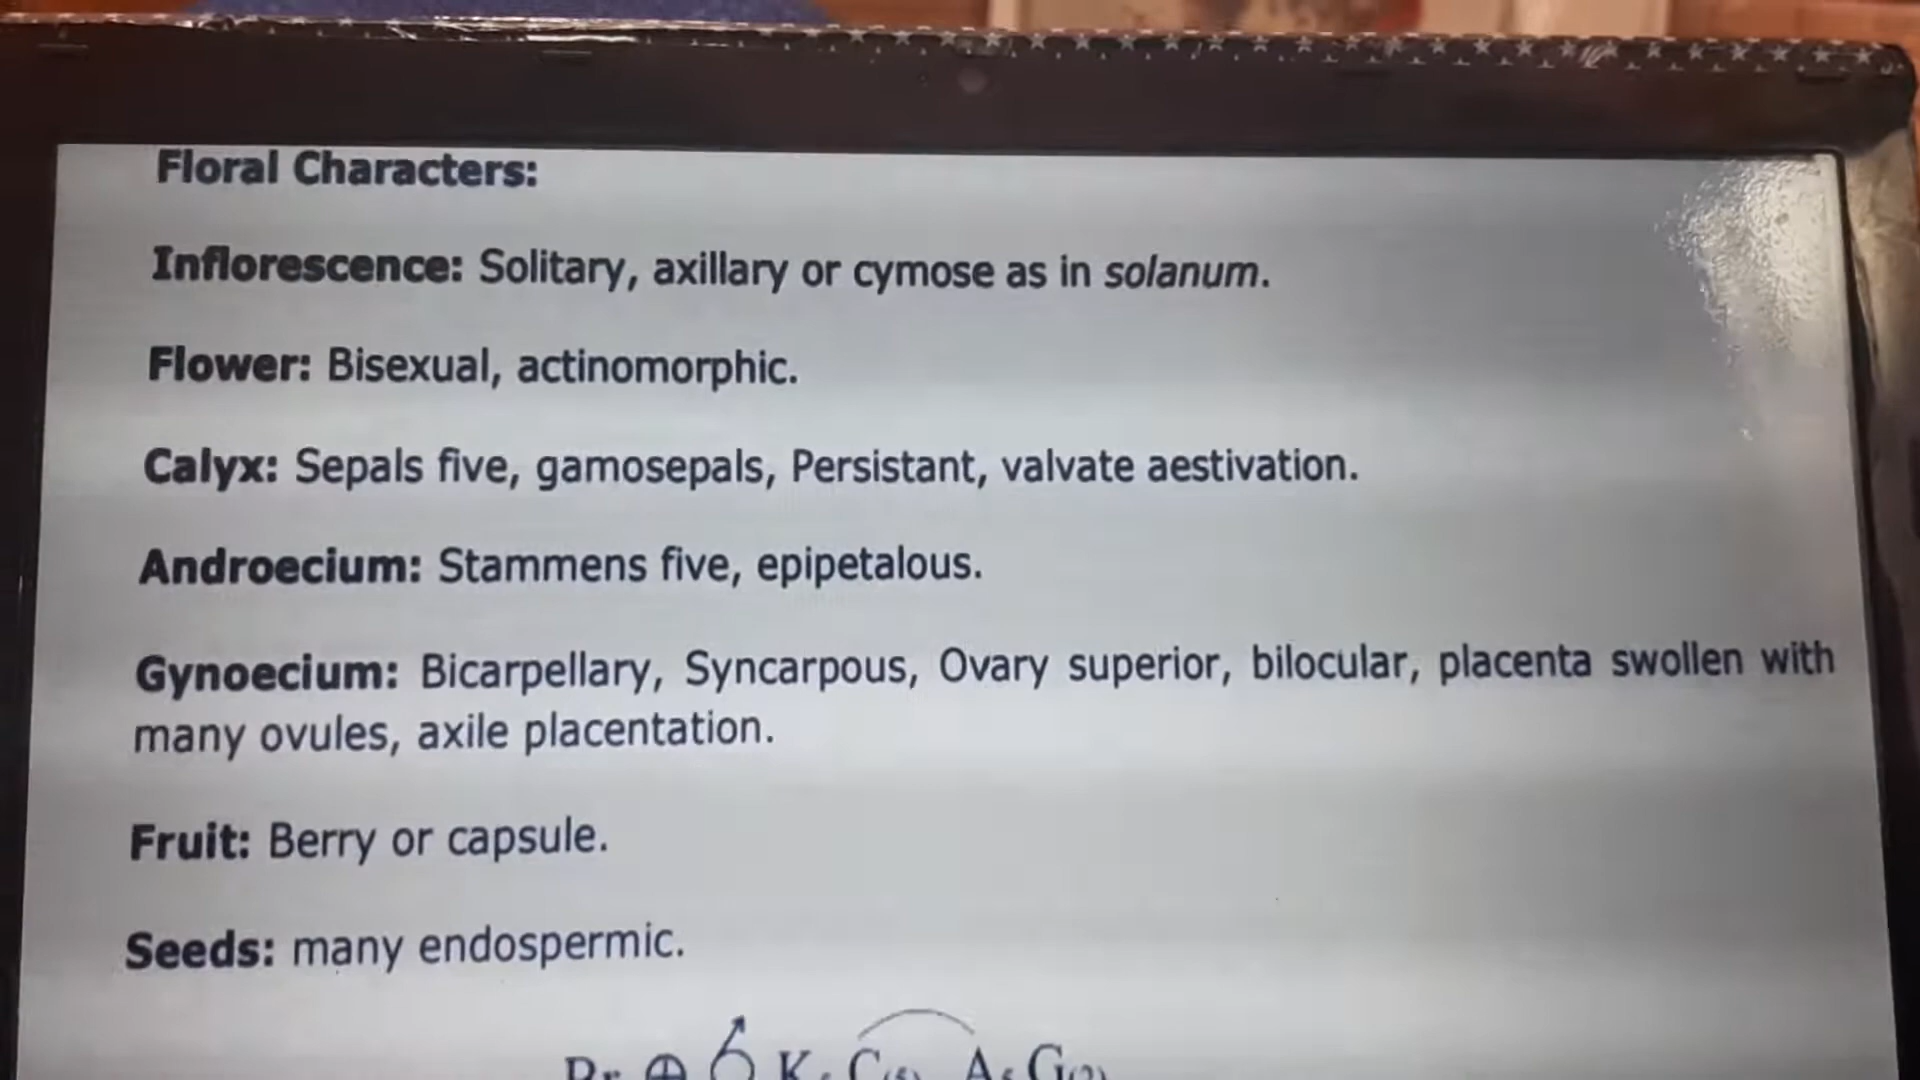 Floral Characters:
Inflorescence: Solitary, axillary or cymose as in solanum.
Flower: Bisexual, actinomorphic.
Calyx: Sepals five, gamosepals, Persistant, valvate aestivation.
Androecium: Stammens five, epipetalous.
Gynoecium: Bicarpellary, Syncarpous, Ovary superior, bilocular, placenta swollen with
many ovules, axile placentation.
Fruit: Berry or capsule.
Seeds: many endospermic.